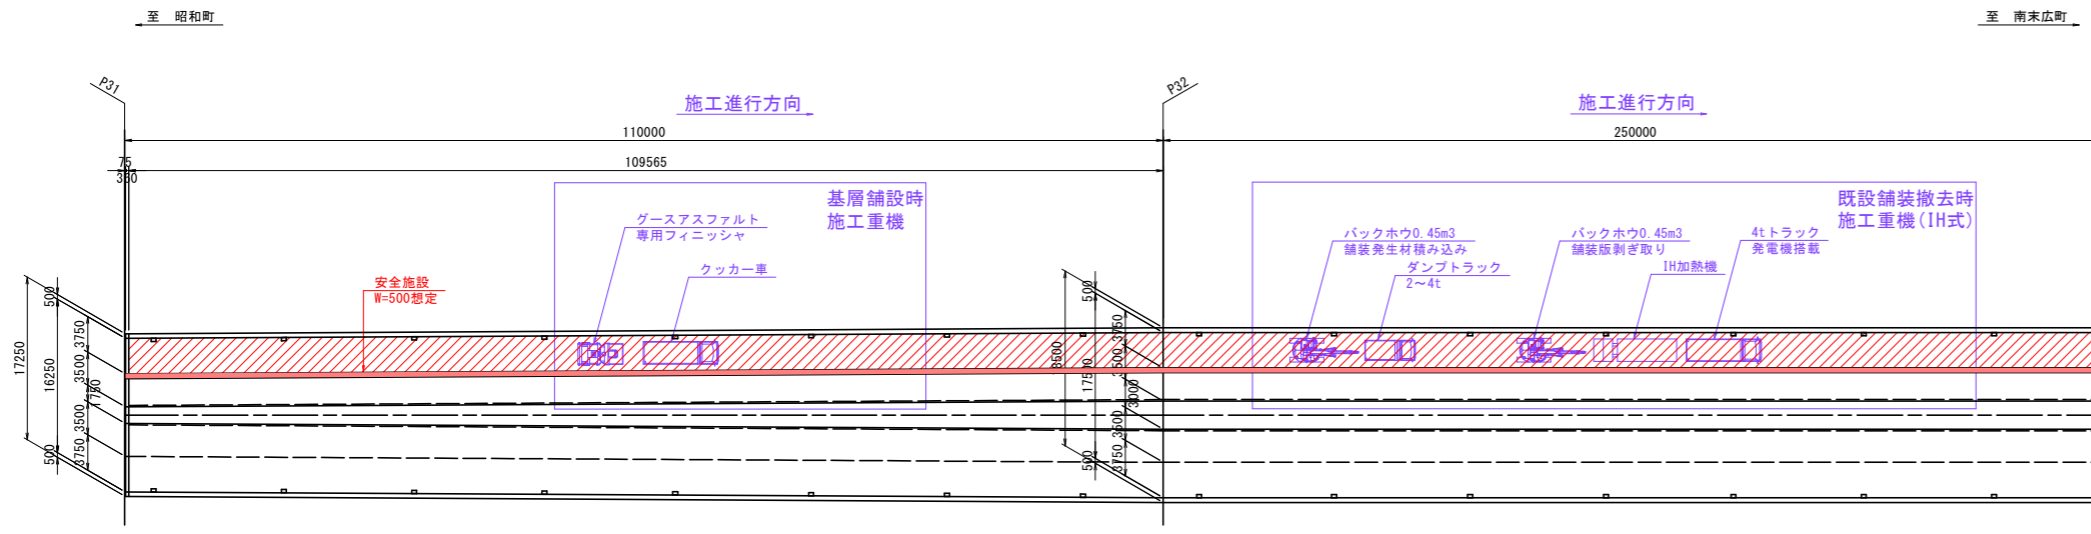 至　昭和町
至　南末広町
P31
P32
施工進行方向
施工進行方向
110000
250000
75
109565
350
基層舗設時
施工重機
グースアスファルト
専用フィニッシャ
クッカー車
既設舗装撤去時
施工重機(IH式)
バックホウ0.45m3
舗装発生材積み込み
ダンプトラック
2～4t
バックホウ0.45m3
舗装版剥ぎ取り
IH加熱機
4tトラック
発電機搭載
安全施設
W=500想定
17250
500
16250
500
3750
3500
1750
3500
3750
18500
500
17500
500
3750
3500
3000
3500
3750